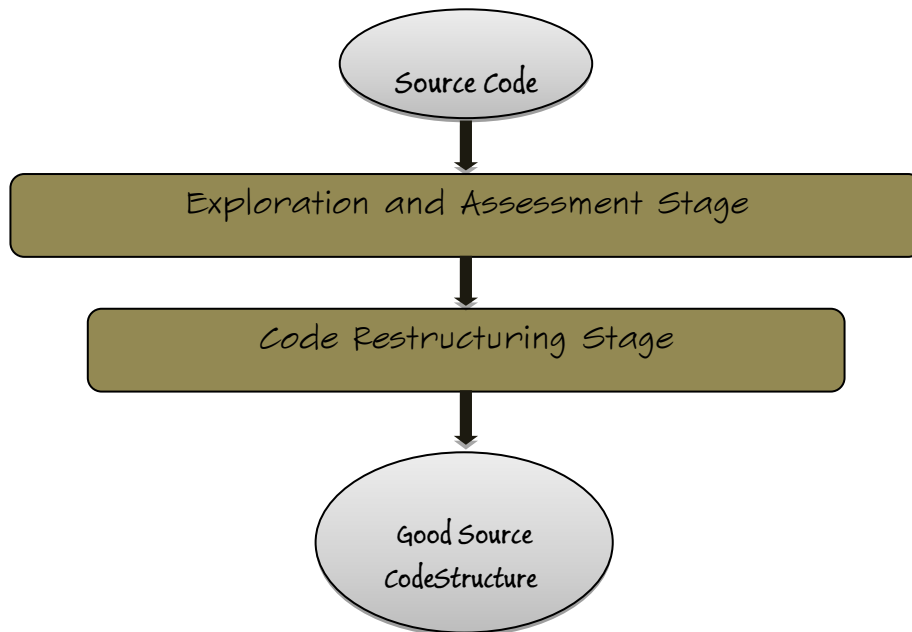 Source Code
Exploration and Assessment Stage
Code Restructuring Stage
Good Source
CodeStructure